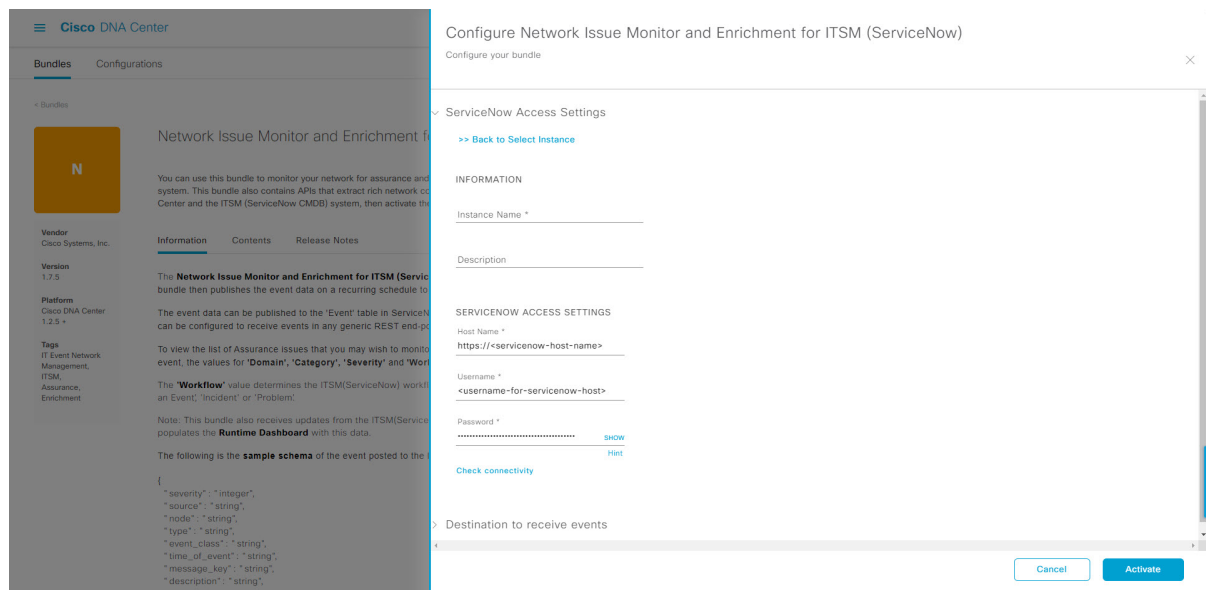 Cisco DNA Center
Bundles Configurations
< Bundles
N
Vendor
Cisco Systems, Inc.
Version
1.7.5
Platform
Cisco DNA Center
1.2.5 +
Tags
IT Event Network
Management,
ITSM,
Assurance,
Enrichment
Network Issue Monitor and Enrichment f
You can use this bundle to monitor your network for assurance and
system. This bundle also contains APIs that extract rich network co
Center and the ITSM (ServiceNow CMDB) system, then activate the
Information Contents Release Notes
The Network Issue Monitor and Enrichment for ITSM (Servic
bundle then publishes the event data on a recurring schedule to
The event data can be published to the 'Event' table in ServiceN
can be configured to receive events in any generic REST end-po
To view the list of Assurance issues that you may wish to monito
event, the values for 'Domain', 'Category', 'Severity' and 'Worl
The 'Workflow' value determines the ITSM(ServiceNow) workfl
an Event', 'Incident' or 'Problem'.
Note: This bundle also receives updates from the ITSM(Service
populates the Runtime Dashboard with this data.
The following is the sample schema of the event posted to the I
{
"severity" : "integer",
"source" : "string",
"node" : "string",
"type" : "string",
"event_class" : "string",
"time_of_event" : "string",
"message_key" : "string",
"description" : "string",
Configure Network Issue Monitor and Enrichment for ITSM (ServiceNow)
Configure your bundle
ServiceNow Access Settings
>> Back to Select Instance
INFORMATION
Instance Name *
Description
SERVICENOW ACCESS SETTINGS
Host Name *
https://<servicenow-host-name>
Username *
<username-for-servicenow-host>
Password *
SHOW
Hint
Check connectivity
Destination to receive events
Cancel Activate